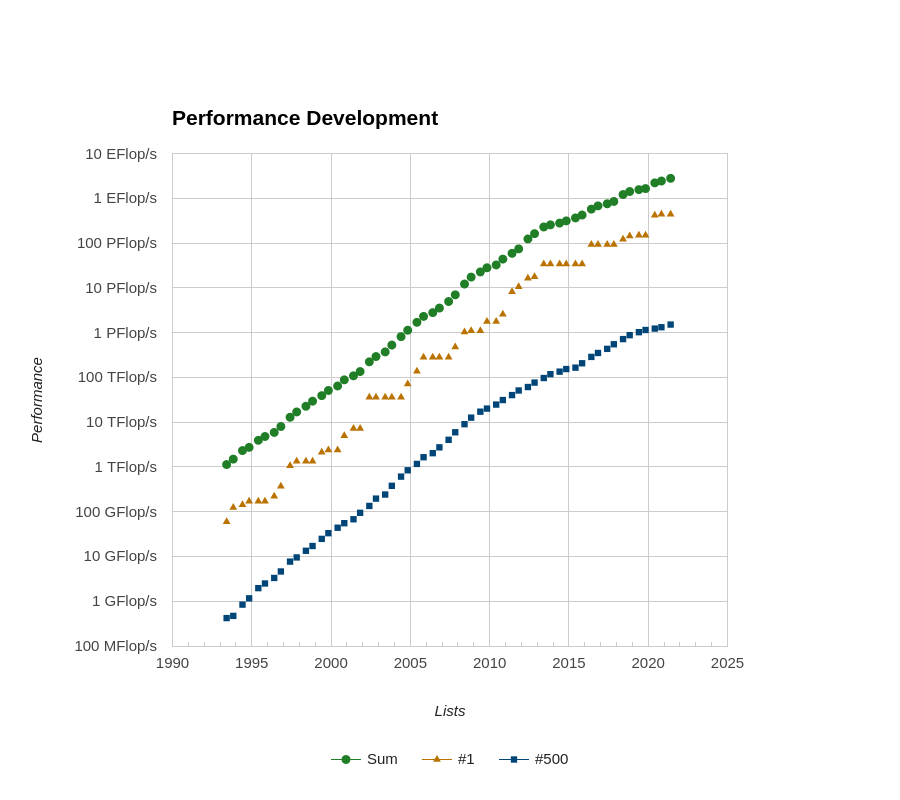 Performance Development
10 EFlop/s
1 EFlop/s
100 PFlop/s
10 PFlop/s
1 PFlop/s
100 TFlop/s
10 TFlop/s
1 TFlop/s
100 GFlop/s
10 GFlop/s
1 GFlop/s
100 MFlop/s
Performance
1990 1995 2000 2005 2010 2015 2020 2025
Lists
Sum #1 #500